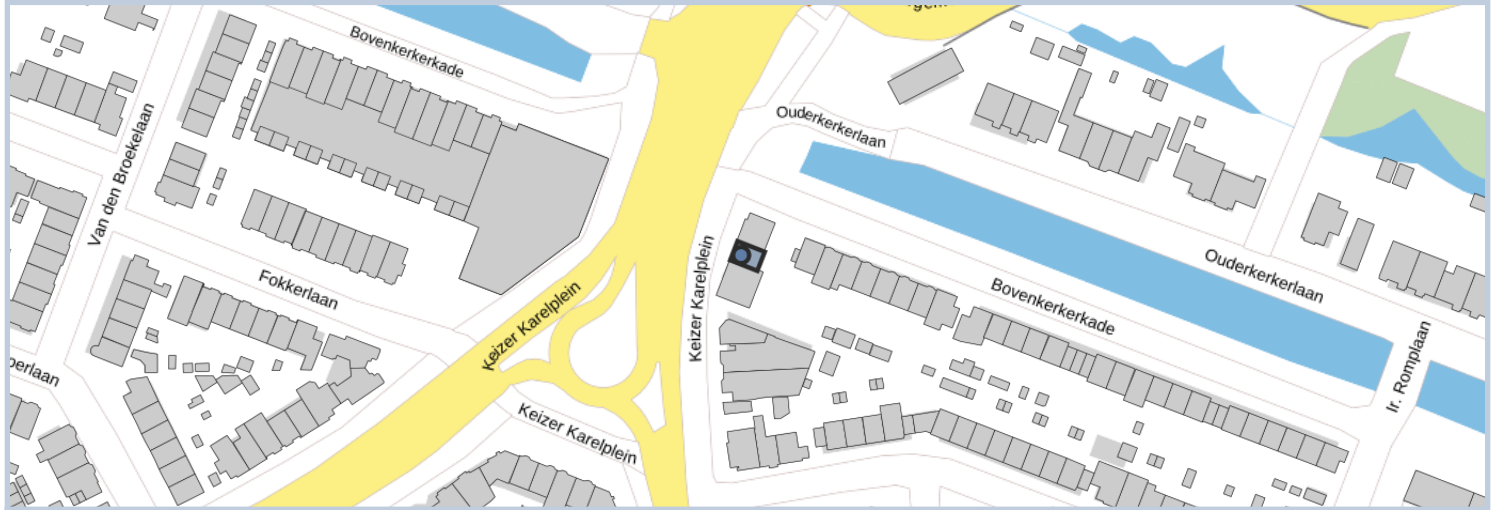 Bovenkerkerkade
Ouderkerkerlaan
Van den Broekelaan
Fokkerlaan
Keizer Karelplein
Keizer Karelplein
Keizer Karelplein
Bovenkerkerkade
Ouderkerkerlaan
Ir. Romplaan